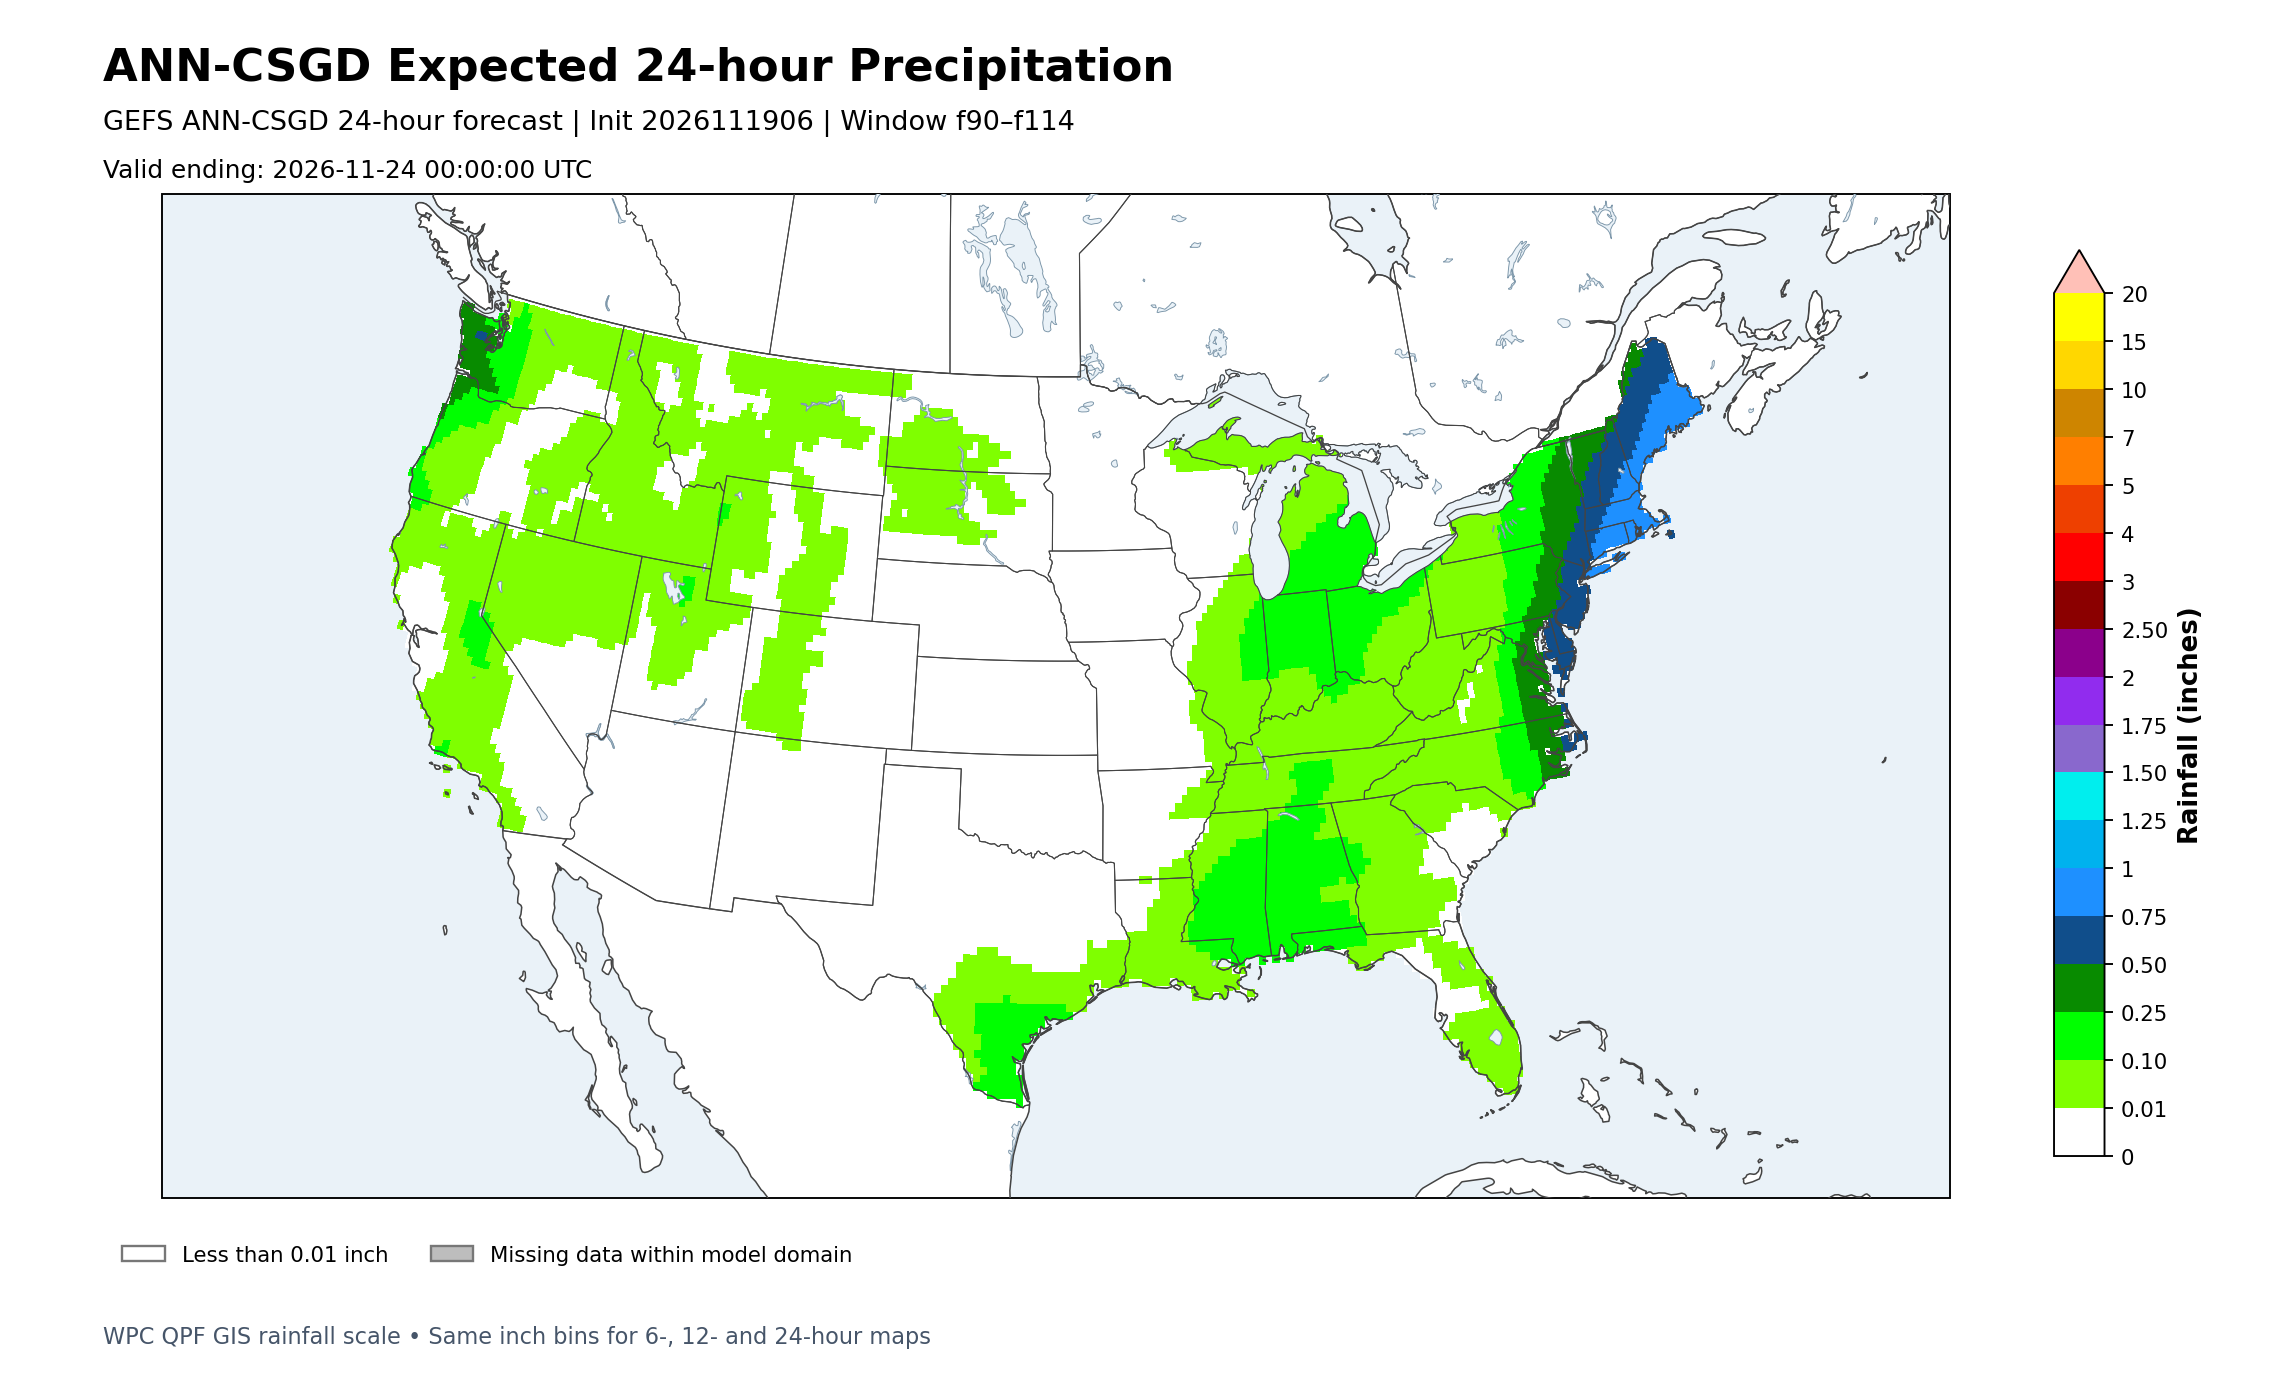 ANN-CSGD Expected 24-hour Precipitation
GEFS ANN-CSGD 24-hour forecast | Init 2026111906 | Window f90–f114
Valid ending: 2026-11-24 00:00:00 UTC
20
15
10
7
5
4
3
2.50
2
1.75
1.50
1.25
1
0.75
0.50
0.25
0.10
0.01
0
Rainfall (inches)
Less than 0.01 inch
Missing data within model domain
WPC QPF GIS rainfall scale • Same inch bins for 6-, 12- and 24-hour maps